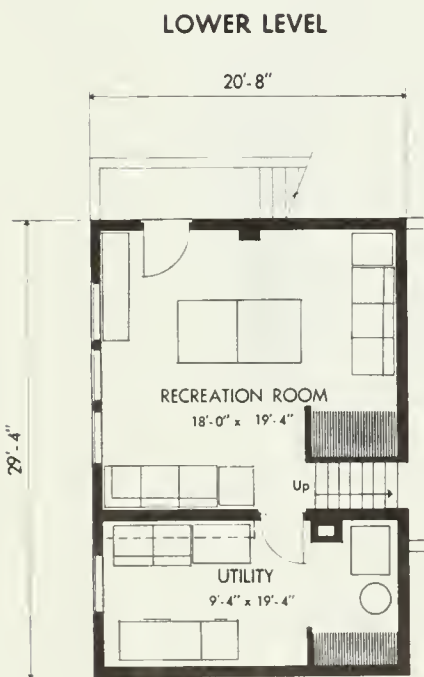 LOWER LEVEL
20'-8"
29'-4"
RECREATION ROOM
18'-0" x 19'-4"
Up
UTILITY
9'-4" x 19'-4"